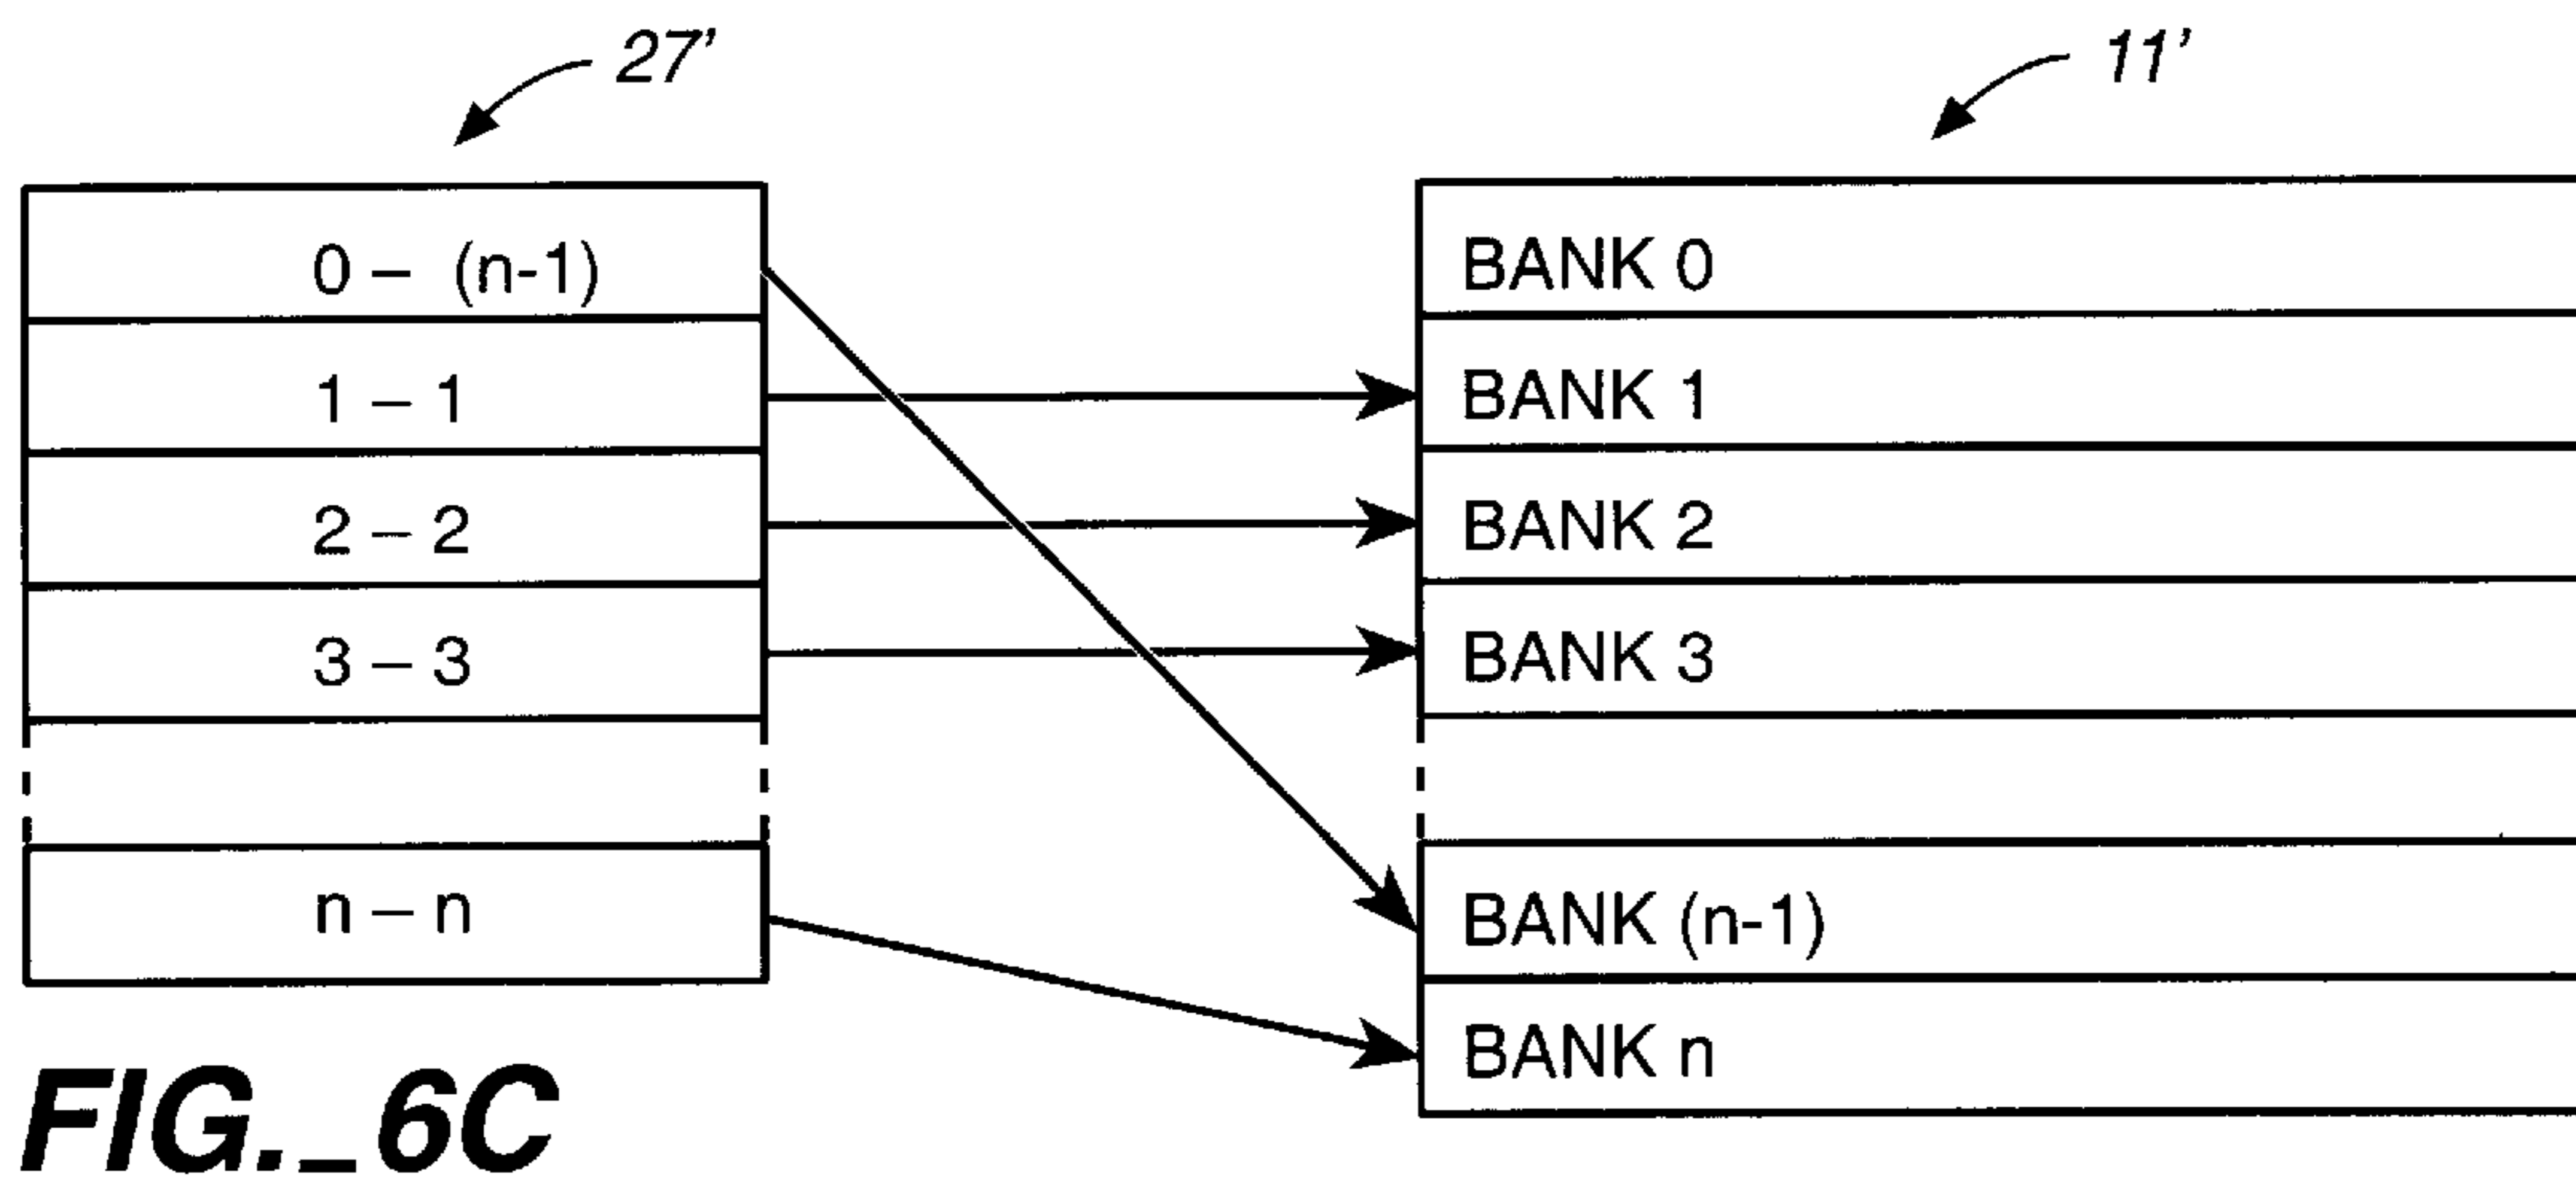 27’
11’
0 – (n-1)
1 – 1
2 – 2
3 – 3
n – n
BANK 0
BANK 1
BANK 2
BANK 3
BANK (n-1)
BANK n
FIG._6C